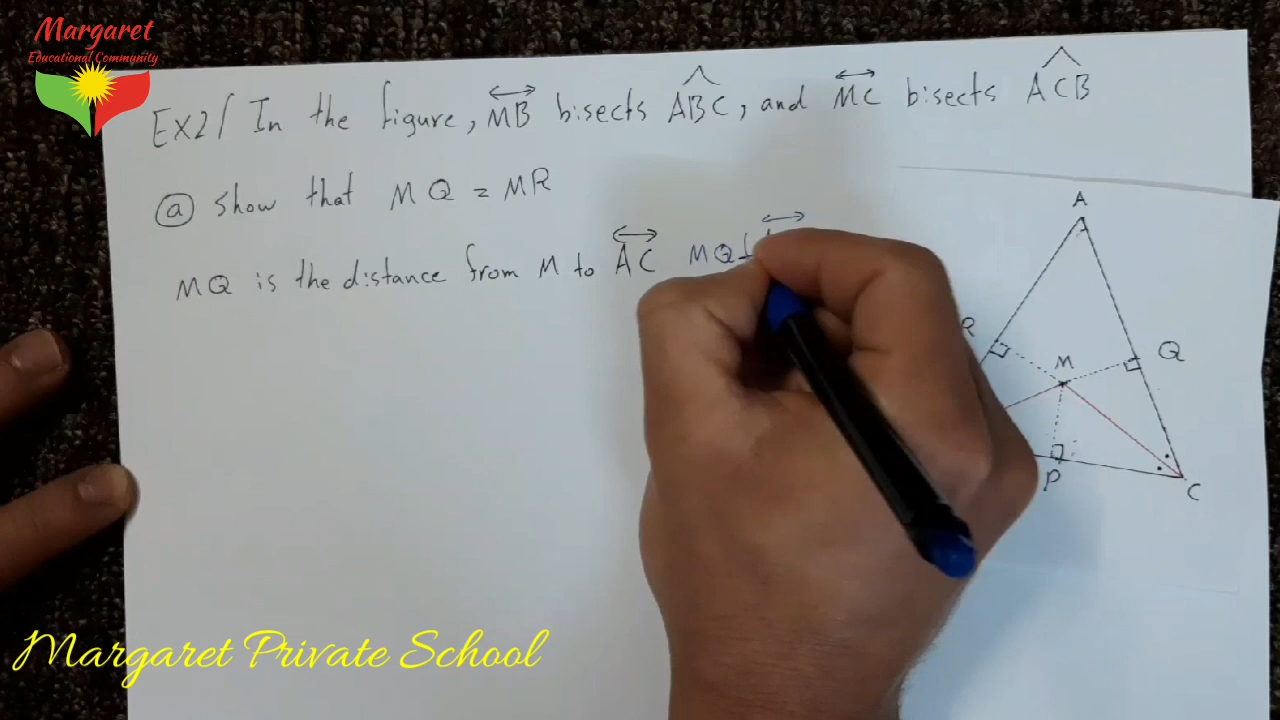 Margaret
Educational Community
Ex2/ In the figure, MB bisects ABC, and MC bisects ACB
ⓐ show that MQ = MR
MQ is the distance from M to AC MQ⊥
A
R
M
Q
P
C
Margaret Private School